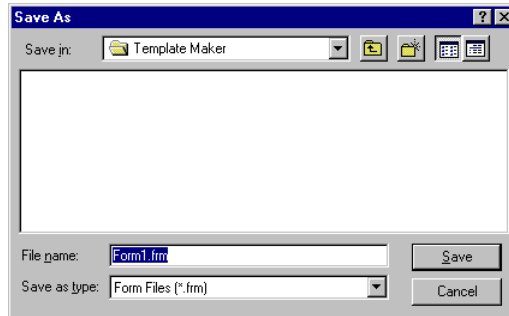 Save As
Save in: Template Maker
File name: Form1.frm Save
Save as type: Form Files (*.frm) Cancel